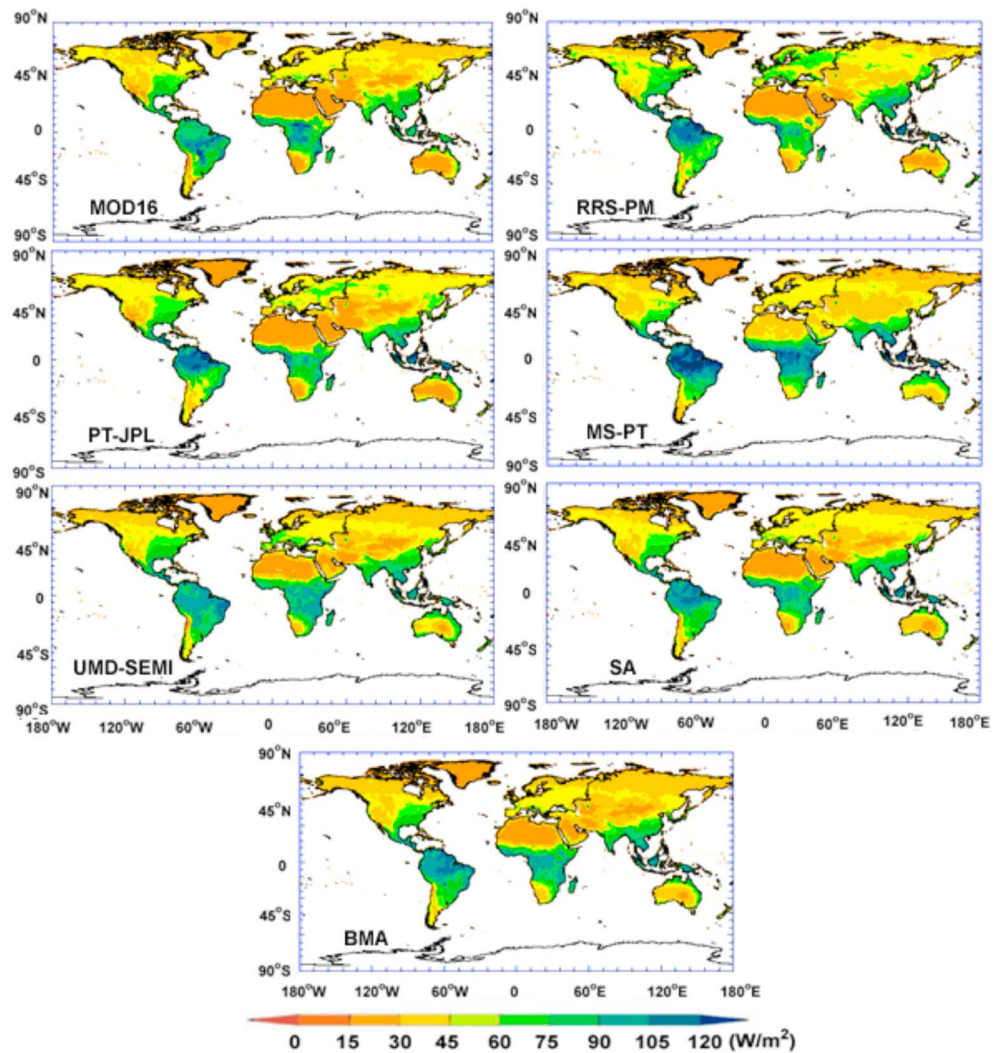 90°N 90°N
45°N 45°N
0 0
45°S 45°S
MOD16 RRS-PM
90°S 90°S
90°N 90°N
45°N 45°N
0 0
45°S 45°S
PT-JPL MS-PT
90°S 90°S
90°N 90°N
45°N 45°N
0 0
45°S 45°S
UMD-SEMI SA
90°S 90°S
180°W 120°W 60°W 0 60°E 120°E 180°E 180°W 120°W 60°W 0 60°E 120°E 180°E
90°N
45°N
0
45°S
BMA
90°S
180°W 120°W 60°W 0 60°E 120°E 180°E
0 15 30 45 60 75 90 105 120 (W/m²)